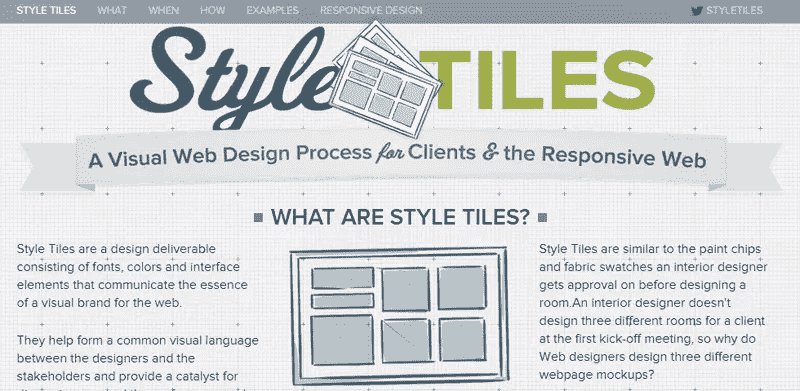 STYLE TILES WHAT WHEN HOW EXAMPLES RESPONSIVE DESIGN STYLETILES
Style TILES
A Visual Web Design Process for Clients & the Responsive Web
WHAT ARE STYLE TILES?
Style Tiles are a design deliverable
consisting of fonts, colors and interface
elements that communicate the essence
of a visual brand for the web.
They help form a common visual language
between the designers and the
stakeholders and provide a catalyst for
Style Tiles are similar to the paint chips
and fabric swatches an interior designer
gets approval on before designing a
room.An interior designer doesn't
design three different rooms for a client
at the first kick-off meeting, so why do
Web designers design three different
webpage mockups?